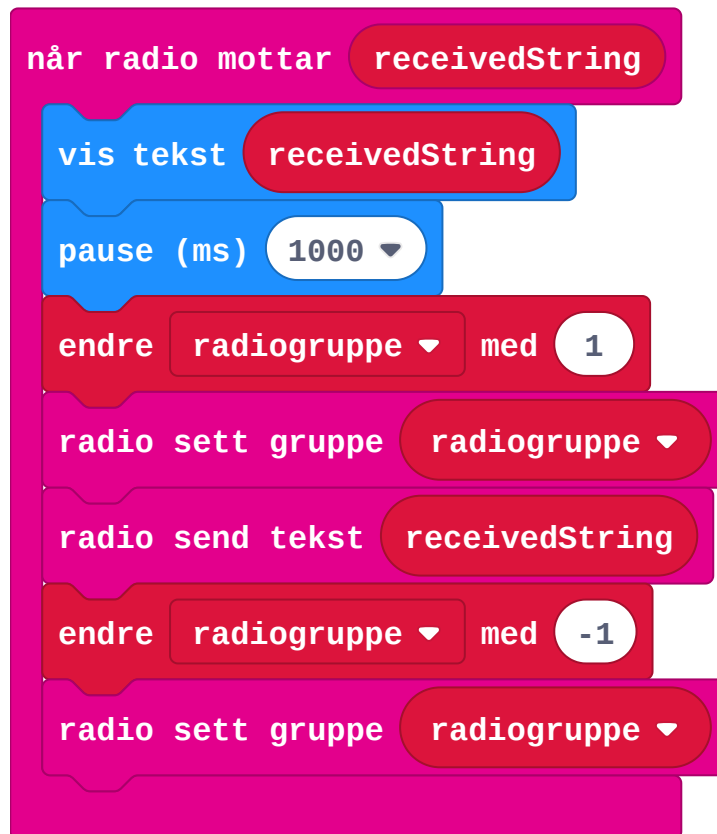 når radio mottar receivedString
vis tekst receivedString
pause (ms) 1000
endre radiogruppe med 1
radio sett gruppe radiogruppe
radio send tekst receivedString
endre radiogruppe med -1
radio sett gruppe radiogruppe